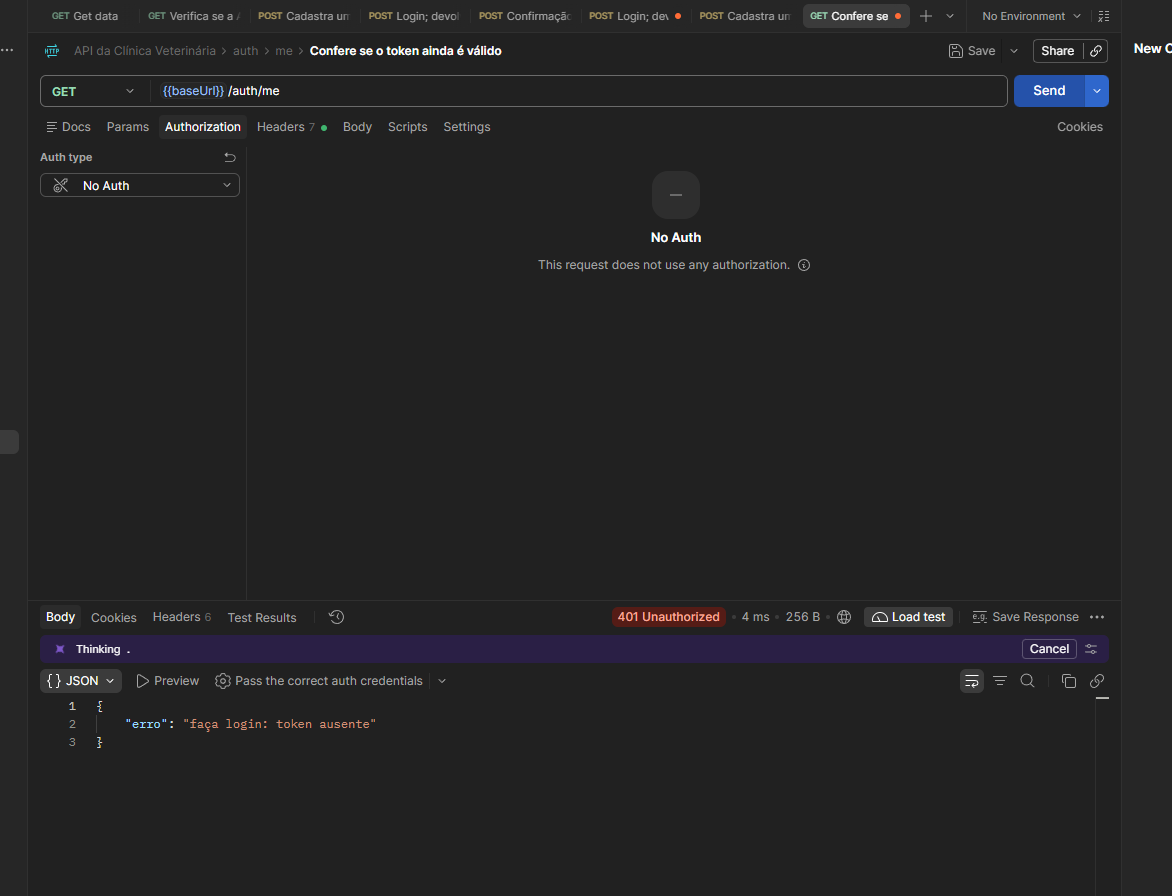 GET Get data GET Verifica se a POST Cadastra un POST Login; devol POST Confirmação POST Login; dev POST Cadastra un GET Confere se No Environment
API da Clínica Veterinária > auth > me > Confere se o token ainda é válido Save Share New C
GET {{baseUrl}} /auth/me Send
Docs Params Authorization Headers 7 Body Scripts Settings Cookies
Auth type
No Auth
No Auth
This request does not use any authorization.
Body Cookies Headers 6 Test Results 401 Unauthorized • 4 ms • 256 B • Load test e.g. Save Response
Thinking . Cancel
{} JSON Preview Pass the correct auth credentials
1 {
2 "erro": "faça login: token ausente"
3 }